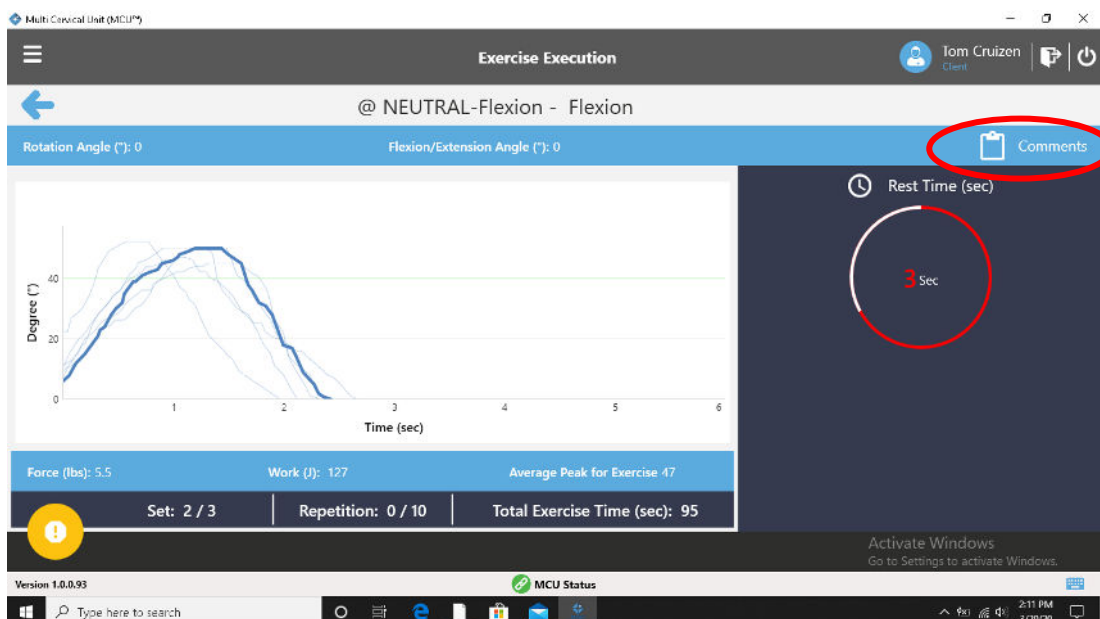 Multi Cervical Unit (MCU™)
Exercise Execution
Tom Cruizen
Client
@ NEUTRAL-Flexion - Flexion
Rotation Angle (°): 0
Flexion/Extension Angle (°): 0
Comments
Rest Time (sec)
3 Sec
Degree (°)
40
20
0
1
2
3
4
5
6
Time (sec)
Force (lbs): 5.5
Work (J): 127
Average Peak for Exercise 47
Set: 2 / 3
Repetition: 0 / 10
Total Exercise Time (sec): 95
Activate Windows
Go to Settings to activate Windows.
Version 1.0.0.93
MCU Status
Type here to search
2:11 PM